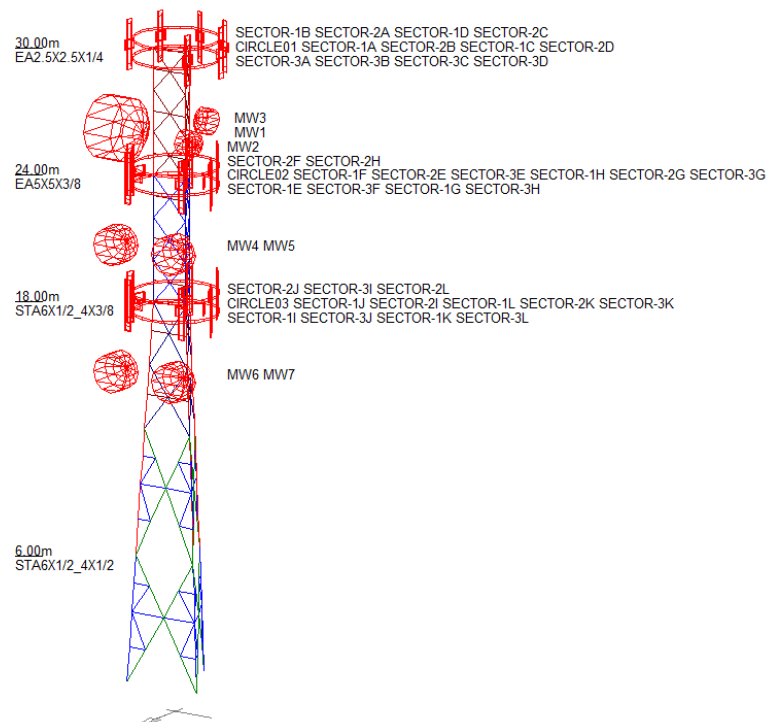 SECTOR-1B SECTOR-2A SECTOR-1D SECTOR-2C
30.00m
CIRCLE01 SECTOR-1A SECTOR-2B SECTOR-1C SECTOR-2D
EA2.5X2.5X1/4
SECTOR-3A SECTOR-3B SECTOR-3C SECTOR-3D
MW3
MW1
MW2
SECTOR-2F SECTOR-2H
24.00m
CIRCLE02 SECTOR-1F SECTOR-2E SECTOR-3E SECTOR-1H SECTOR-2G SECTOR-3G
EA5X5X3/8
SECTOR-1E SECTOR-3F SECTOR-1G SECTOR-3H
MW4 MW5
SECTOR-2J SECTOR-3I SECTOR-2L
18.00m
CIRCLE03 SECTOR-1J SECTOR-2I SECTOR-1L SECTOR-2K SECTOR-3K
STA6X1/2_4X3/8
SECTOR-1I SECTOR-3J SECTOR-1K SECTOR-3L
MW6 MW7
6.00m
STA6X1/2_4X1/2